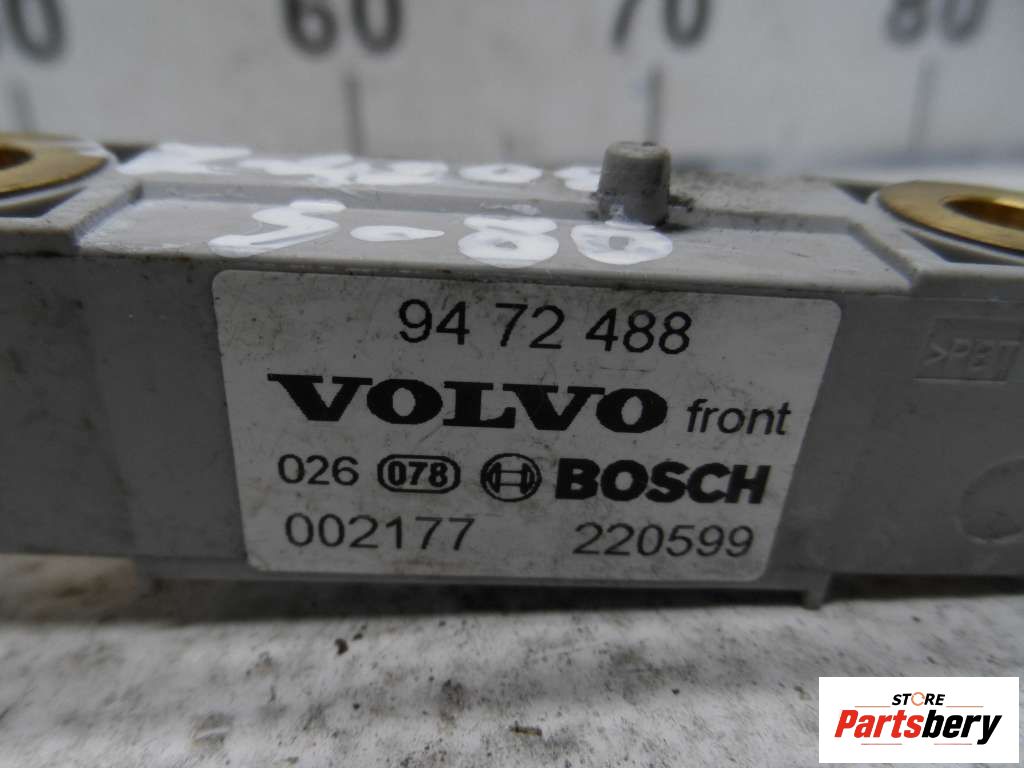 60
70
80
S-80
94 72 488
VOLVO front
026 078 BOSCH
002177 220599
STORE
Partsbery